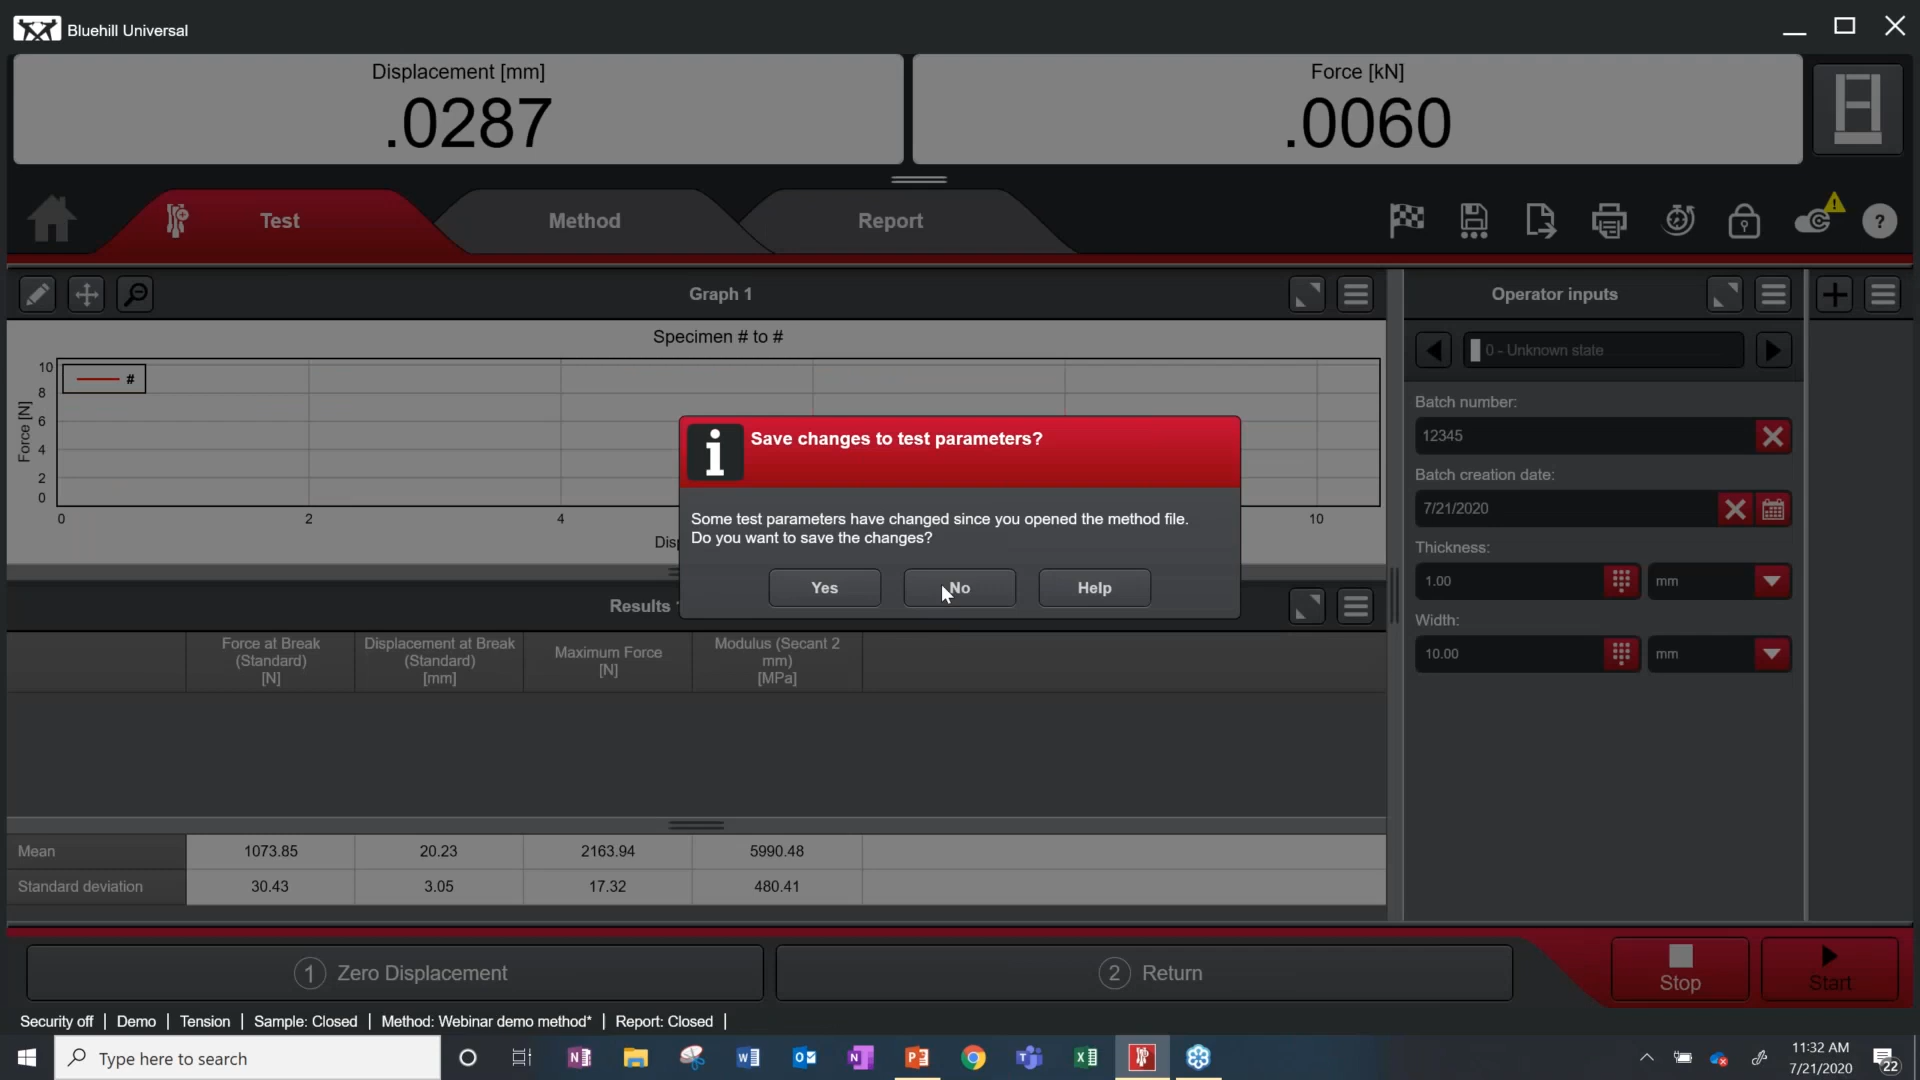 Bluehill Universal
Displacement [mm]
.0287
Force [kN]
.0060
Test
Method
Report
?
Graph 1
Operator inputs
Specimen # to #
#
10
8
6
4
2
0
Force [N]
0
2
4
10
Disp
0 - Unknown state
Batch number:
12345
Batch creation date:
7/21/2020
Thickness:
1.00
mm
Width:
10.00
mm
i
Save changes to test parameters?
Some test parameters have changed since you opened the method file.
Do you want to save the changes?
Yes
No
Help
Results
Force at Break
(Standard)
[N]
Displacement at Break
(Standard)
[mm]
Maximum Force
[N]
Modulus (Secant 2
mm)
[MPa]
Mean
1073.85
20.23
2163.94
5990.48
Standard deviation
30.43
3.05
17.32
480.41
1 Zero Displacement
2 Return
Stop
Start
Security off | Demo | Tension | Sample: Closed | Method: Webinar demo method* | Report: Closed |
Type here to search
11:32 AM
7/21/2020
22